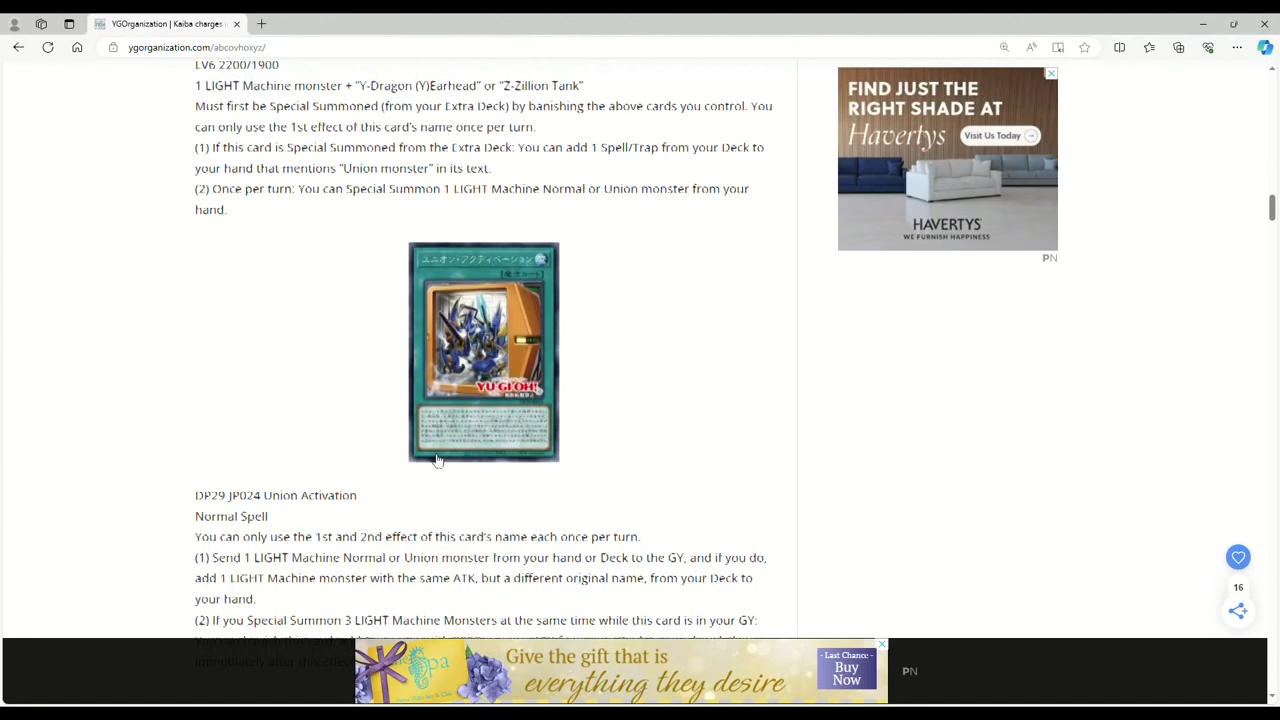 YGOrganization | Kaiba charges
ygorganization.com/abcovhoxyz/
LV6 2200/1900
1 LIGHT Machine monster + "Y-Dragon (Y)Earhead" or "Z-Zillion Tank"
Must first be Special Summoned (from your Extra Deck) by banishing the above cards you control. You
can only use the 1st effect of this card's name once per turn.
(1) If this card is Special Summoned from the Extra Deck: You can add 1 Spell/Trap from your Deck to
your hand that mentions "Union monster" in its text.
(2) Once per turn: You can Special Summon 1 LIGHT Machine Normal or Union monster from your
hand.
FIND JUST THE
RIGHT SHADE AT
Havertys
Visit Us Today
HAVERTYS
WE FURNISH HAPPINESS
PN
ユニオン・アクティベーション
YU-GI-OH!
DP29 JP024 Union Activation
Normal Spell
You can only use the 1st and 2nd effect of this card's name each once per turn.
(1) Send 1 LIGHT Machine Normal or Union monster from your hand or Deck to the GY, and if you do,
add 1 LIGHT Machine monster with the same ATK, but a different original name, from your Deck to
your hand.
(2) If you Special Summon 3 LIGHT Machine Monsters at the same time while this card is in your GY:
immediately after this effect
16
Give the gift that is
everything they desire
- Last Chance -
Buy
Now
PN